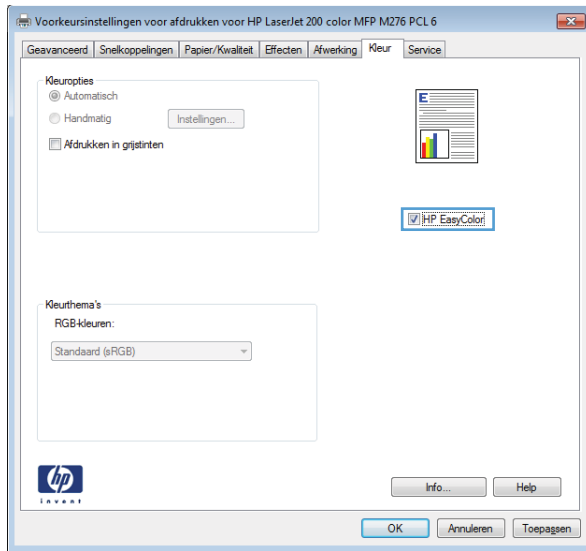 Voorkeursinstellingen voor afdrukken voor HP LaserJet 200 color MFP M276 PCL 6
Geavanceerd Snelkoppelingen Papier/Kwaliteit Effecten Afwerking Kleur Service
Kleuropties
Automatisch
Handmatig Instellingen...
Afdrukken in grijstinten
E
HP EasyColor
Kleurthema's
RGB-kleuren:
Standaard (sRGB)
hp
invent
Info... Help
OK Annuleren Toepassen